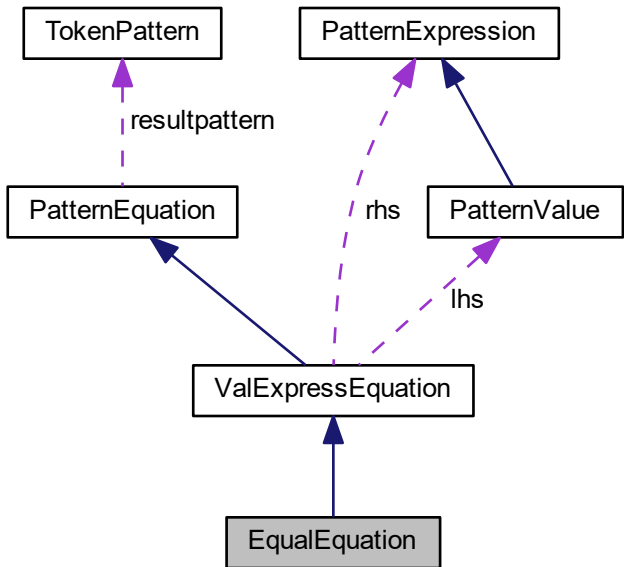 TokenPattern
PatternExpression
resultpattern
PatternEquation
rhs
PatternValue
lhs
ValExpressEquation
EqualEquation